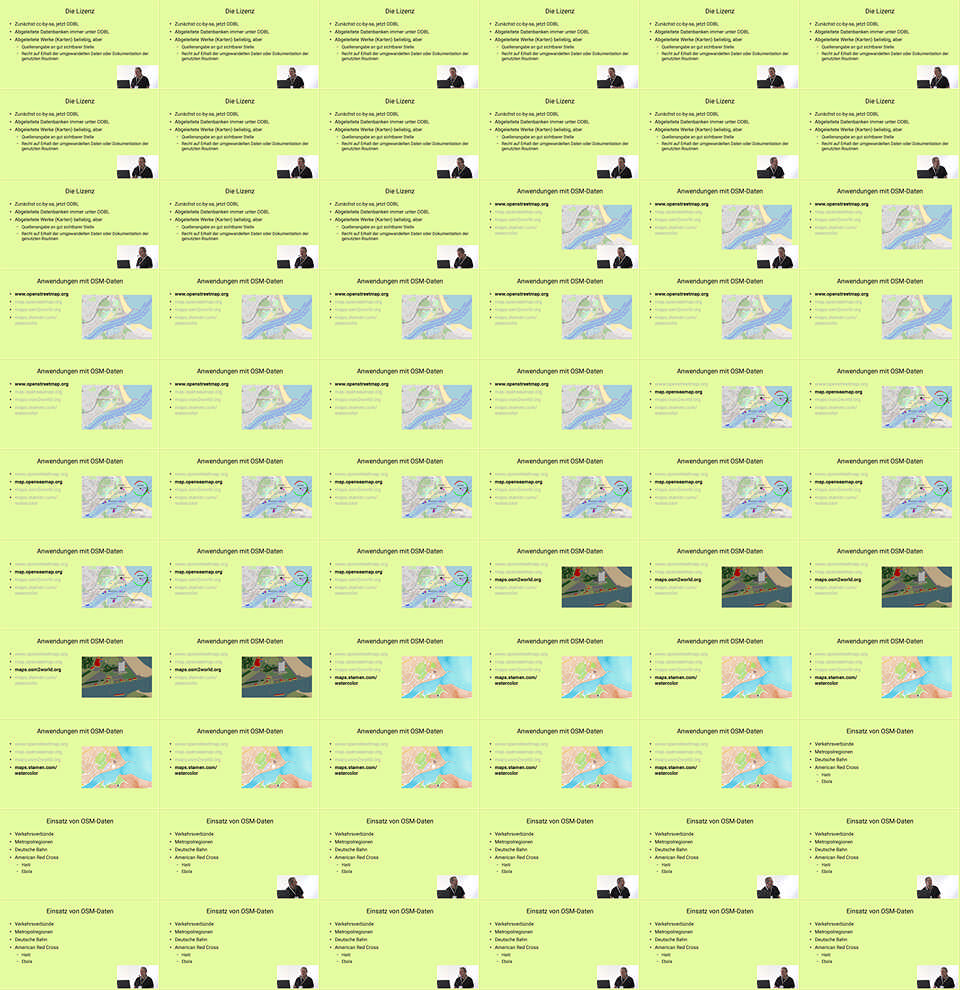 Die Lizenz
Zunächst cc-by-sa, jetzt ODBL
Abgeleitete Datenbanken immer unter ODBL
Abgeleitete Werke (Karten) beliebig, aber
Quellenangabe an gut sichtbarer Stelle
Recht auf Erhalt der umgewandelten Daten oder Dokumentation der
genutzten Routinen
Anwendungen mit OSM-Daten
www.openstreetmap.org
map.openseamap.org
maps.osm2world.org
maps.stamen.com/
watercolor
Einsatz von OSM-Daten
Verkehrsverbünde
Metropolregionen
Deutsche Bahn
American Red Cross
Haiti
Ebola